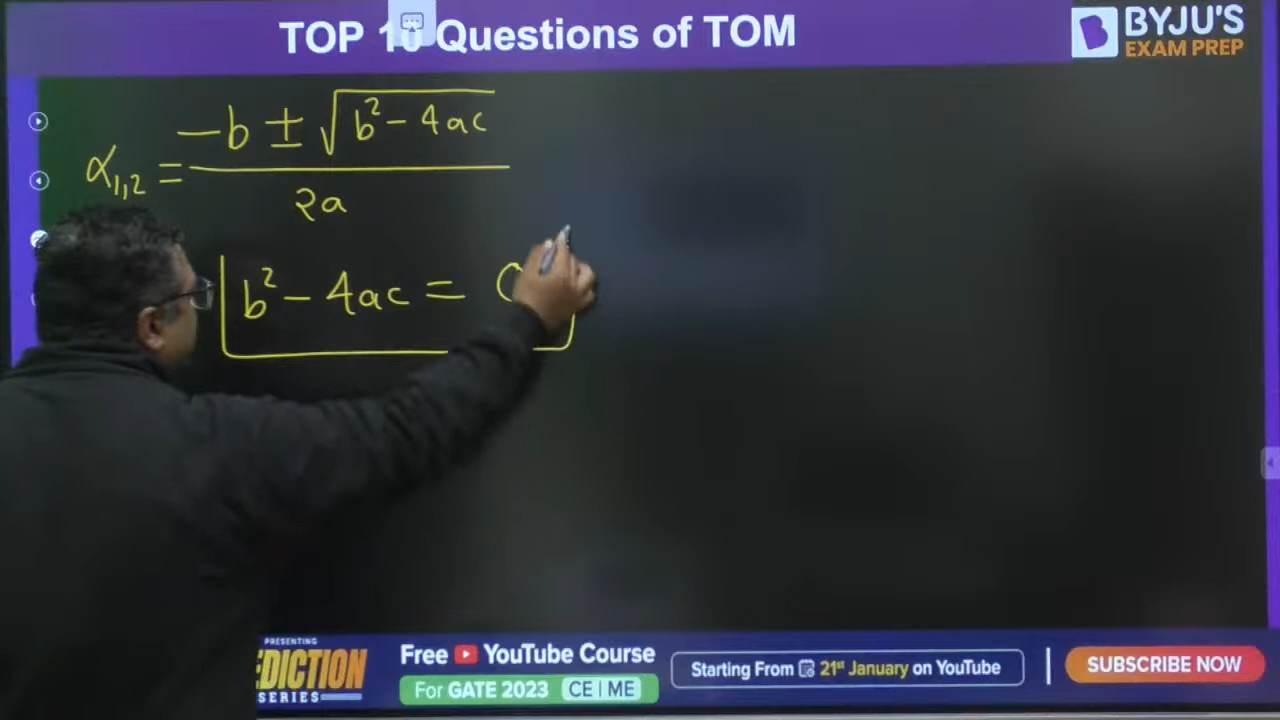 TOP 10 Questions of TOM
BYJU'S
EXAM PREP
α₁,₂ = (-b ± √(b² - 4ac)) / 2a
b² - 4ac = 0
PRESENTING
EDICTION
SERIES
Free YouTube Course
For GATE 2023 CE | ME
Starting From 21st January on YouTube
SUBSCRIBE NOW